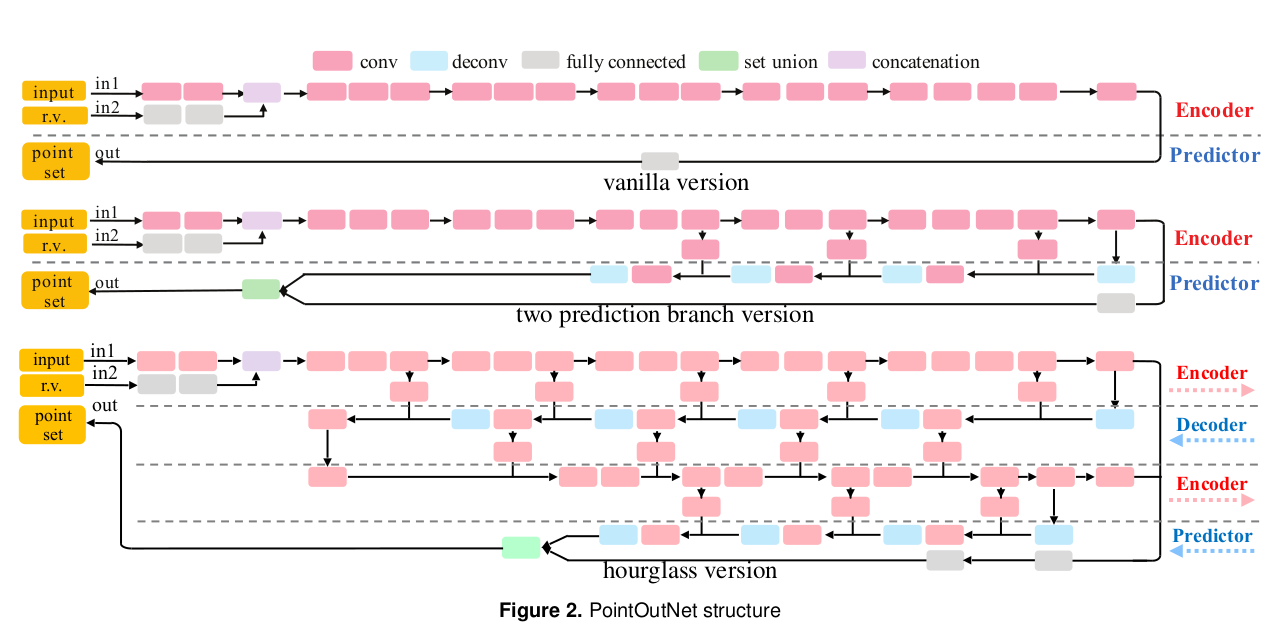 conv deconv fully connected set union concatenation
input in1
r.v. in2
Encoder
point set out
Predictor
vanilla version
input in1
r.v. in2
Encoder
point set out
Predictor
two prediction branch version
input in1
r.v. in2
Encoder
point set out
Decoder
Encoder
Predictor
hourglass version
Figure 2. PointOutNet structure